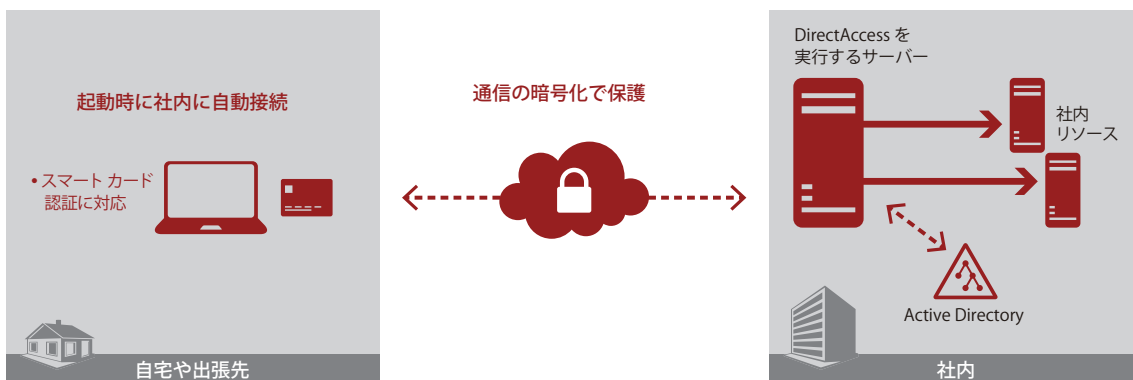 起動時に社内に自動接続
• スマート カード
認証に対応
自宅や出張先
通信の暗号化で保護
DirectAccess を
実行するサーバー
社内
リソース
Active Directory
社内